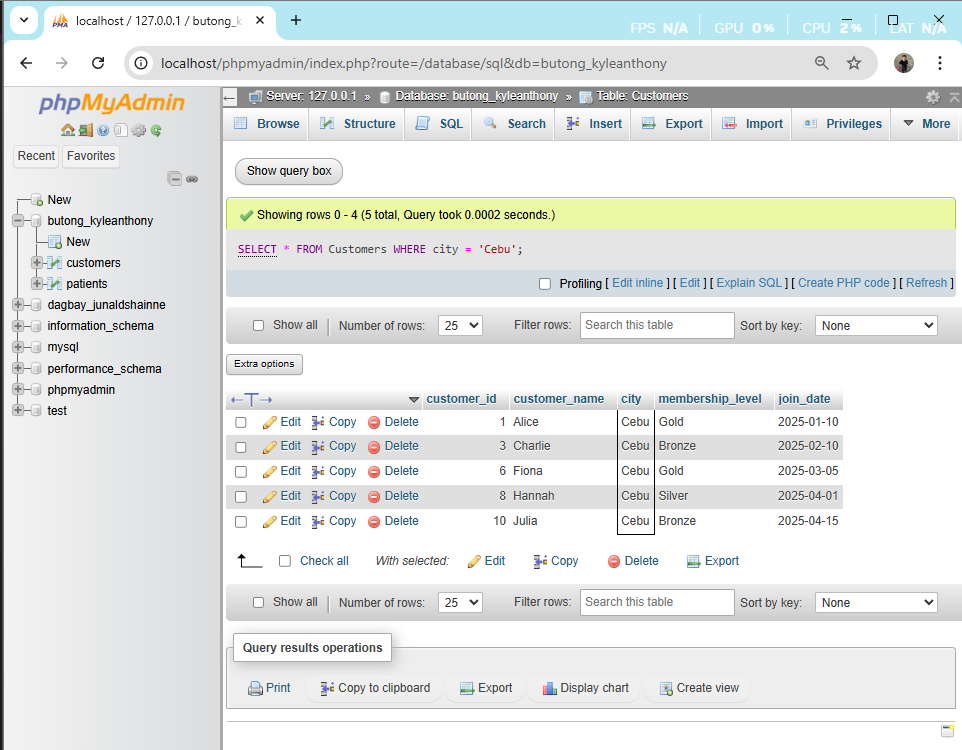 localhost / 127.0.0.1 / butong_k
FPS N/A GPU 0% CPU 2% LAT N/A
localhost/phpmyadmin/index.php?route=/database/sql&db=butong_kyleanthony
phpMyAdmin
Recent Favorites
New
butong_kyleanthony
New
customers
patients
dagbay_junaldshainne
information_schema
mysql
performance_schema
phpmyadmin
test
Server: 127.0.0.1 » Database: butong_kyleanthony » Table: Customers
Browse Structure SQL Search Insert Export Import Privileges More
Show query box
Showing rows 0 - 4 (5 total, Query took 0.0002 seconds.)
SELECT * FROM Customers WHERE city = 'Cebu';
Profiling [ Edit inline ] [ Edit ] [ Explain SQL ] [ Create PHP code ] [ Refresh ]
Show all Number of rows: 25 Filter rows: Search this table Sort by key: None
Extra options
customer_id customer_name city membership_level join_date
Edit Copy Delete 1 Alice Cebu Gold 2025-01-10
Edit Copy Delete 3 Charlie Cebu Bronze 2025-02-10
Edit Copy Delete 6 Fiona Cebu Gold 2025-03-05
Edit Copy Delete 8 Hannah Cebu Silver 2025-04-01
Edit Copy Delete 10 Julia Cebu Bronze 2025-04-15
Check all With selected: Edit Copy Delete Export
Show all Number of rows: 25 Filter rows: Search this table Sort by key: None
Query results operations
Print Copy to clipboard Export Display chart Create view